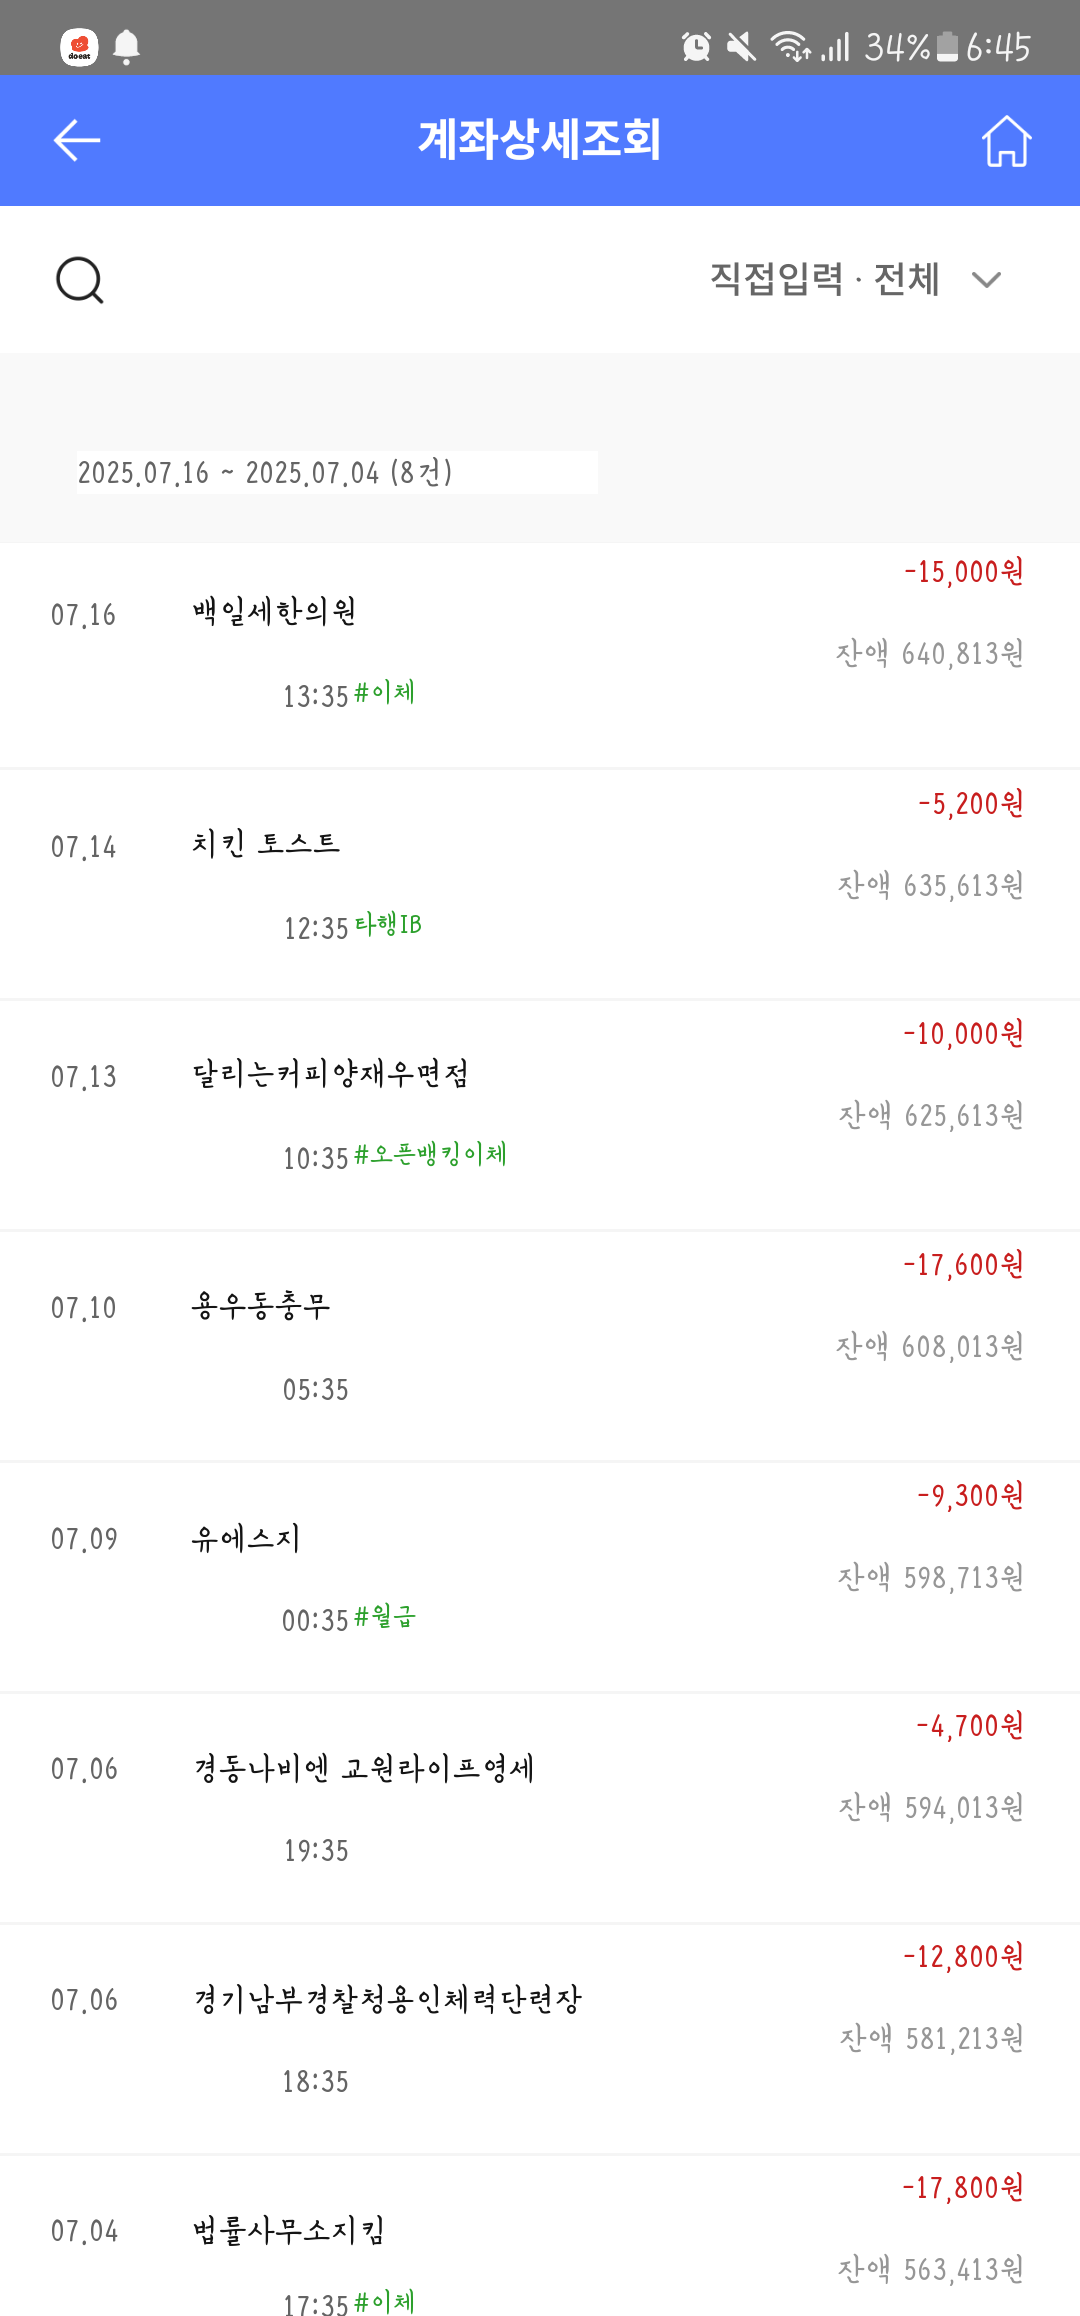 doeat
34% 6:45
계좌상세조회
직접입력 · 전체
2025.07.16 ~ 2025.07.04 (8건)
-15,000원
07.16 백일세한의원
잔액 640,813원
13:35 #이체
-5,200원
07.14 치킨 토스트
잔액 635,613원
12:35 타행IB
-10,000원
07.13 달리는커피양재우면점
잔액 625,613원
10:35 #오픈뱅킹이체
-17,600원
07.10 용우동충무
잔액 608,013원
05:35
-9,300원
07.09 유에스지
잔액 598,713원
00:35 #월급
-4,700원
07.06 경동나비엔 교원라이프영세
잔액 594,013원
19:35
-12,800원
07.06 경기남부경찰청용인체력단련장
잔액 581,213원
18:35
-17,800원
07.04 법률사무소지킴
잔액 563,413원
17:35 #이체